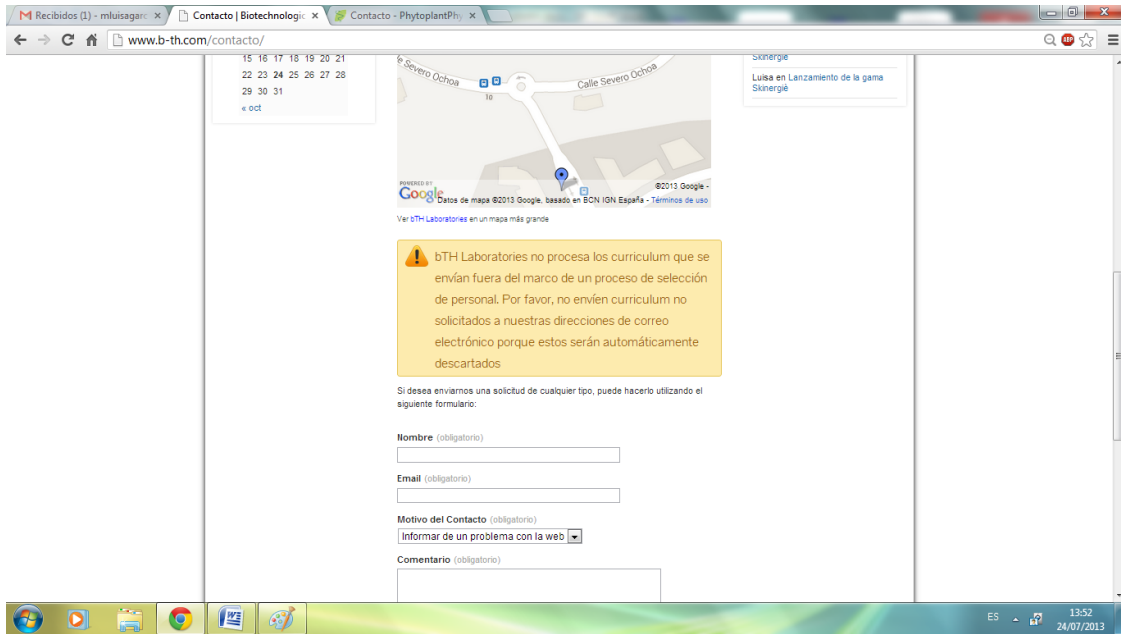 Recibidos (1) - mluisagarc
Contacto | Biotechnologic
Contacto - PhytoplantPhy
www.b-th.com/contacto/
15 16 17 18 19 20 21
22 23 24 25 26 27 28
29 30 31
« oct
e Severo Ochoa
10
Calle Severo Ochoa
POWERED BY
Google
©2013 Google -
Datos de mapa ©2013 Google, basado en BCN IGN España - Términos de uso
Ver bTH Laboratories en un mapa más grande
Skinergiè
Luisa en Lanzamiento de la gama
Skinergiè
bTH Laboratories no procesa los curriculum que se
envían fuera del marco de un proceso de selección
de personal. Por favor, no envíen curriculum no
solicitados a nuestras direcciones de correo
electrónico porque estos serán automáticamente
descartados
Si desea enviarnos una solicitud de cualquier tipo, puede hacerlo utilizando el
siguiente formulario:
Nombre (obligatorio)
Email (obligatorio)
Motivo del Contacto (obligatorio)
Informar de un problema con la web
Comentario (obligatorio)
ES
13:52
24/07/2013